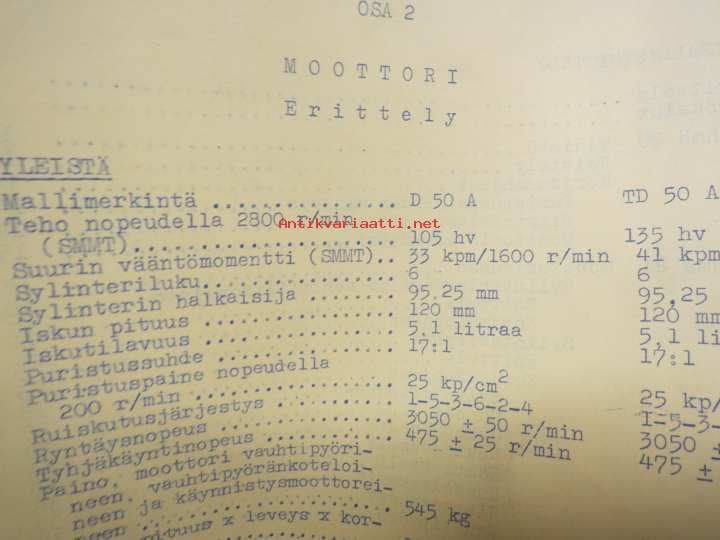 OSA 2
MOOTTORI
Erittely
YLEISTÄ
Mallimerkintä ................ D 50 A TD 50 A
Teho nopeudella 2800 r/min
(SMMT)...................... 105 hv 135 hv
Suurin vääntömomentti (SMMT).. 33 kpm/1600 r/min 41 kpm
Sylinteriluku................. 6 6
Sylinterin halkaisija ........ 95.25 mm 95,25
Iskun pituus ................. 120 mm 120 mm
Iskutilavuus ................. 5.1 litraa 5,1 li
Puristussuhde ................ 17:1 17:1
Puristuspaine nopeudella
200 r/min .................. 25 kp/cm² 25 kp/
Ruiskutusjärjestys ........... 1-5-3-6-2-4 1-5-3-
Ryntäysnopeus ................ 3050 ± 50 r/min 3050 ±
Tyhjäkäyntinopeus ............ 475 ± 25 r/min 475 ±
Paino, moottori vauhtipyöri-
neen, vauhtipyöränkoteloi-
neen ja käynnistysmoottorei-
neen ....................... 545 kg
pituus x leveys x kor-
Antikvariaatti.net